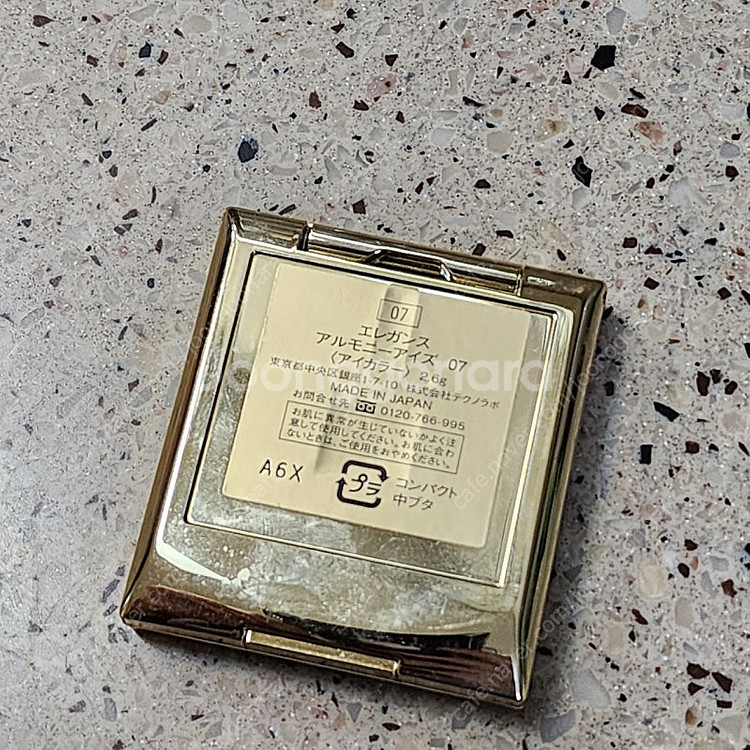 07
エレガンス
アルモニーアイズ 07
〈アイカラー〉 2.6g
東京都中央区銀座1-7-10 株式会社テクノラボ
MADE IN JAPAN
お問合せ先 0120-766-995
お肌に異常が生じていないかよく注
意して使用してください。お肌に合わ
ないときは、ご使用をおやめください。
A6X
プラ
コンパクト
中ブタ